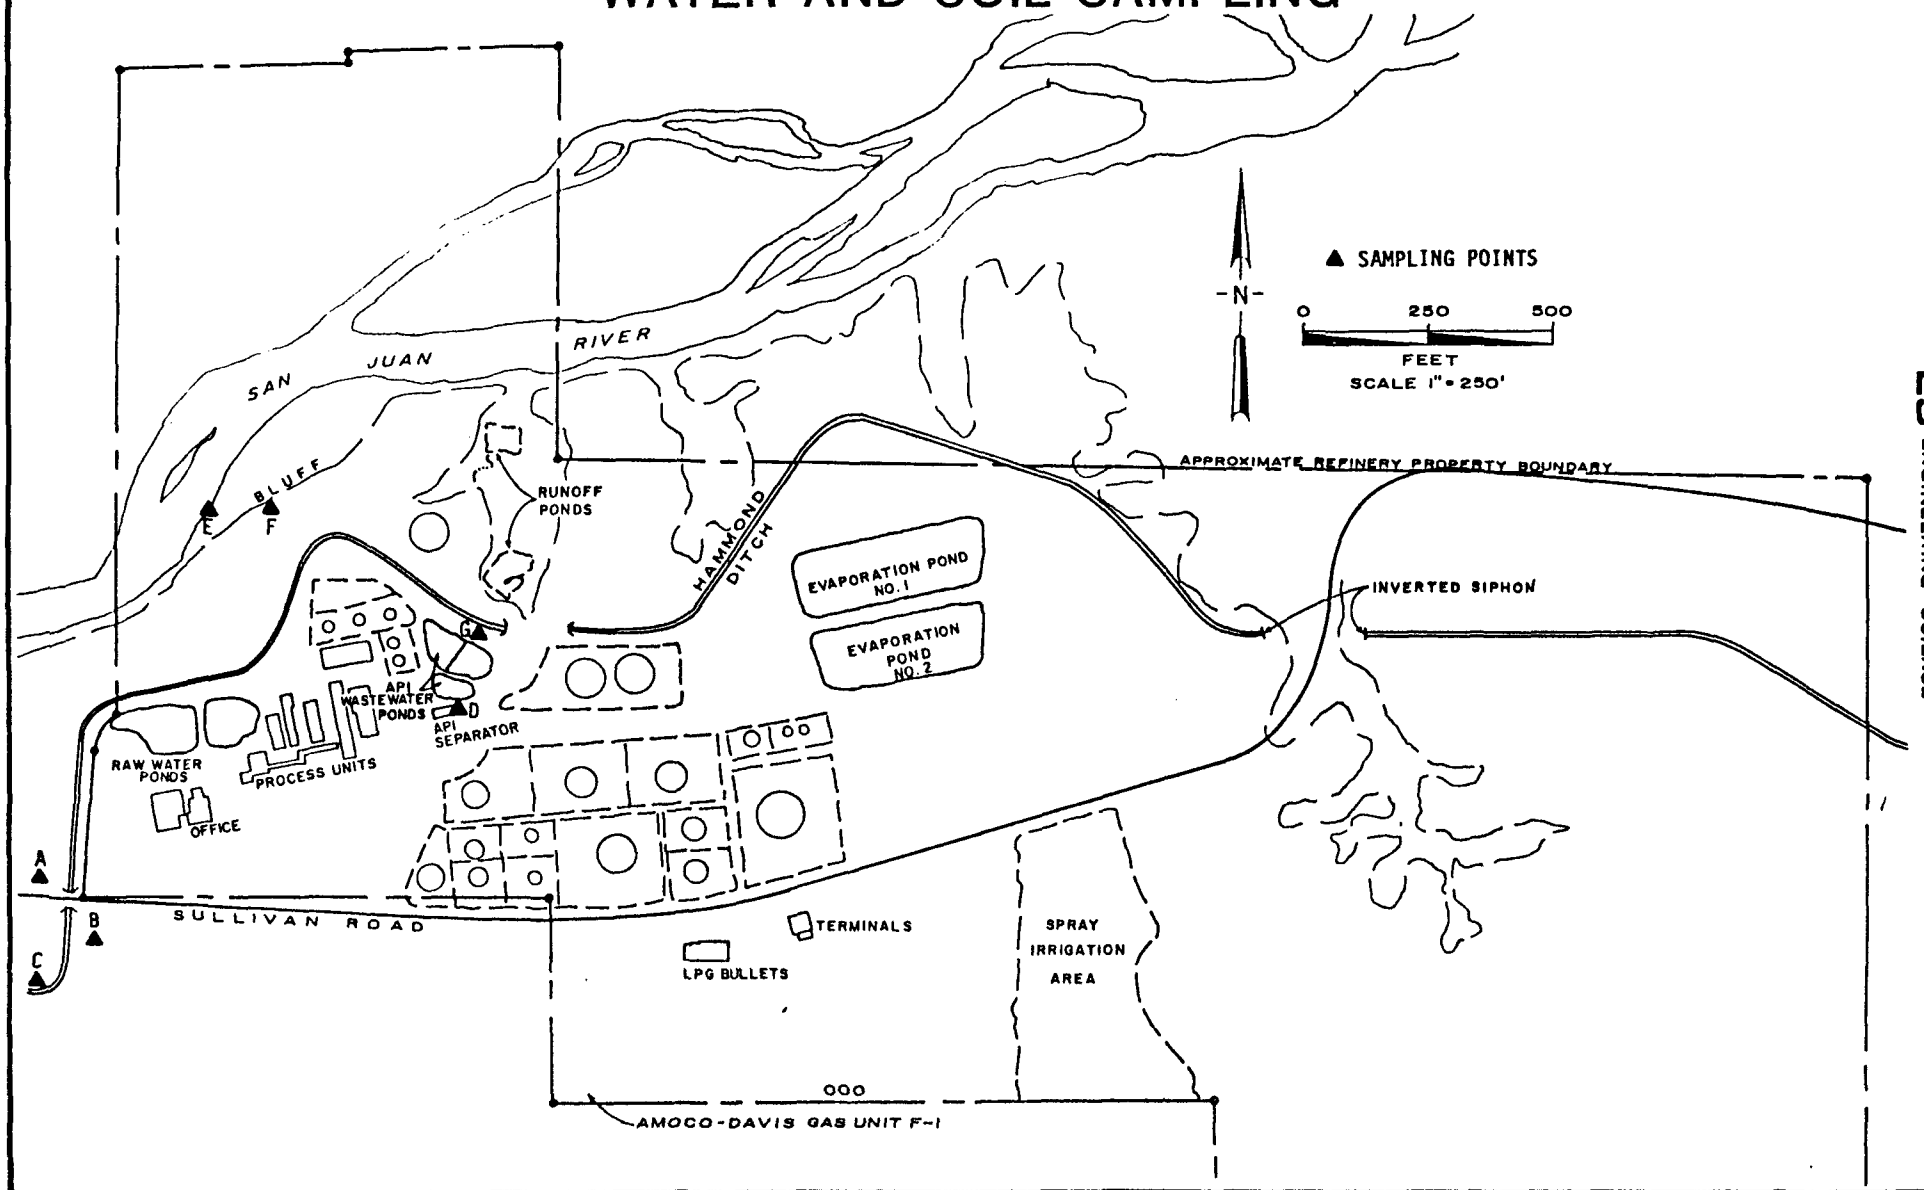 WATER AND SOIL SAMPLING
▲ SAMPLING POINTS
-N-
0 250 500
FEET
SCALE 1"=250'
SAN JUAN RIVER
BLUFF
E
F
RUNOFF
PONDS
APPROXIMATE REFINERY PROPERTY BOUNDARY
HAMMOND
DITCH
EVAPORATION POND
NO. 1
INVERTED SIPHON
G
EVAPORATION
POND
NO. 2
API
WASTEWATER
PONDS
D
API
SEPARATOR
RAW WATER
PONDS
PROCESS UNITS
OFFICE
A
B
C
SULLIVAN ROAD
TERMINALS
LPG BULLETS
SPRAY
IRRIGATION
AREA
000
AMOCO-DAVIS GAS UNIT F-1